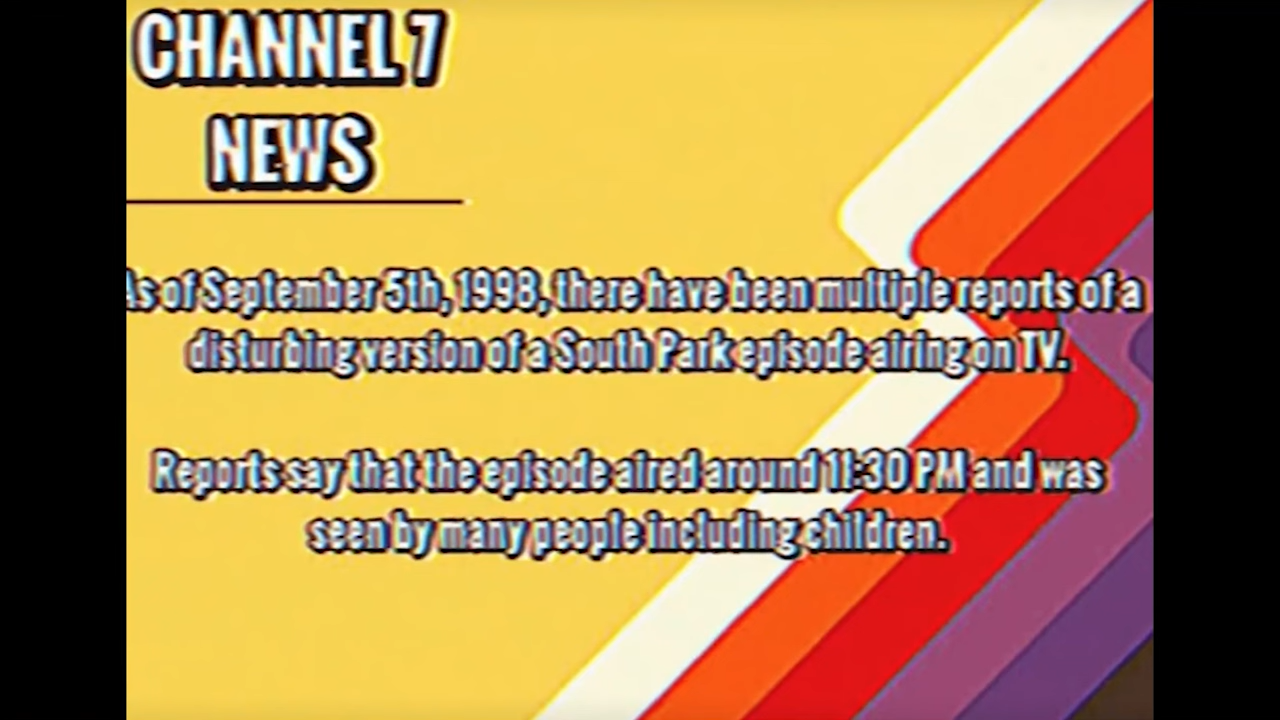 CHANNEL 7
NEWS
As of September 5th, 1998, there have been multiple reports of a
disturbing version of a South Park episode airing on TV.
Reports say that the episode aired around 11:30 PM and was
seen by many people including children.